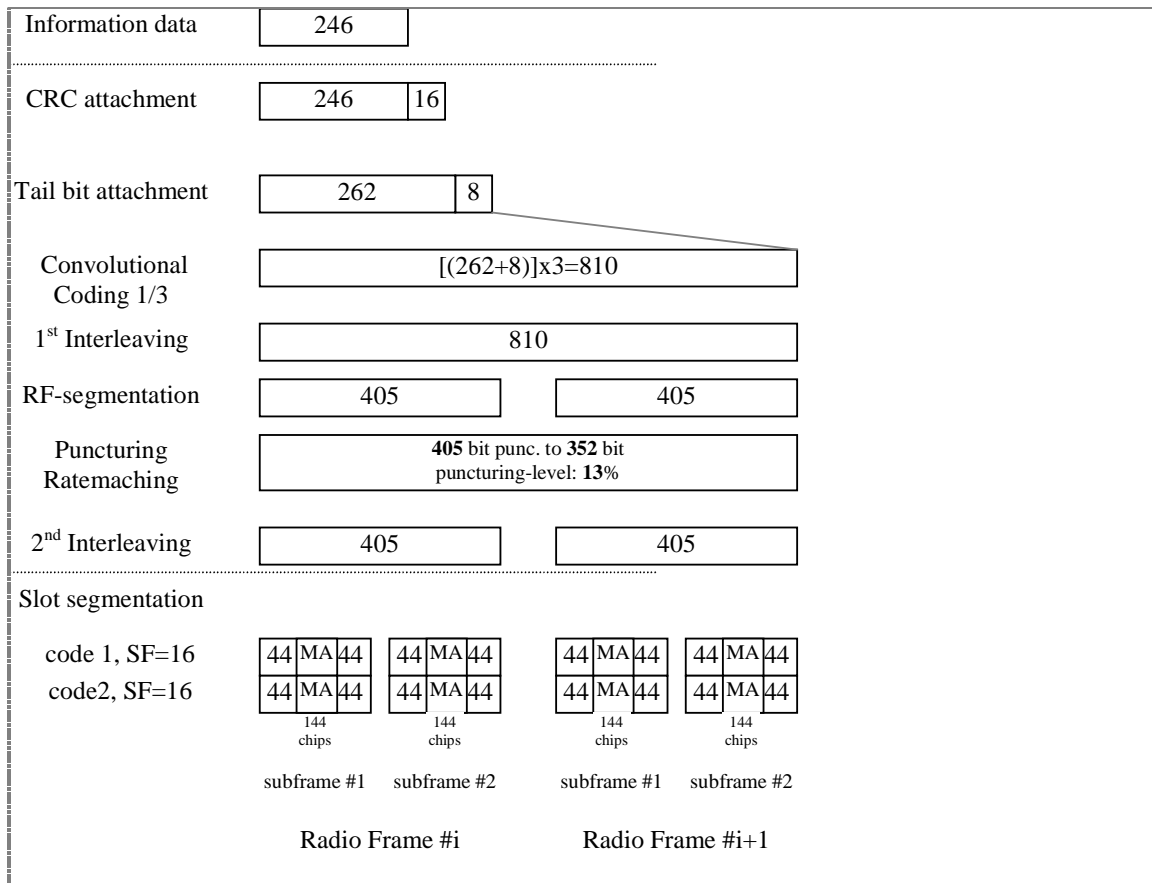 Information data 246
CRC attachment 246 16
Tail bit attachment 262 8
Convolutional
Coding 1/3
[(262+8)]x3=810
1st Interleaving 810
RF-segmentation 405 405
Puncturing
Ratemaching
405 bit punc. to 352 bit
puncturing-level: 13%
2nd Interleaving 405 405
Slot segmentation
code 1, SF=16 44 MA 44 44 MA 44 44 MA 44 44 MA 44
code2, SF=16 44 MA 44 44 MA 44 44 MA 44 44 MA 44
144 144 144 144
chips chips chips chips
subframe #1 subframe #2 subframe #1 subframe #2
Radio Frame #i Radio Frame #i+1